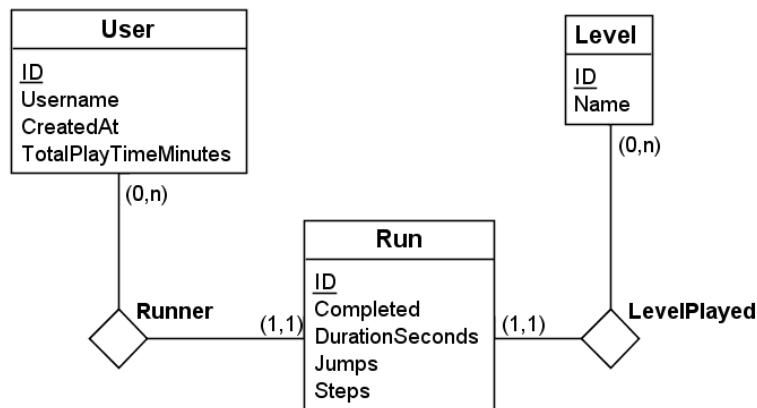 User
ID
Username
CreatedAt
TotalPlayTimeMinutes
(0,n)
Level
ID
Name
(0,n)
Runner
(1,1)
Run
ID
Completed
DurationSeconds
Jumps
Steps
(1,1)
LevelPlayed